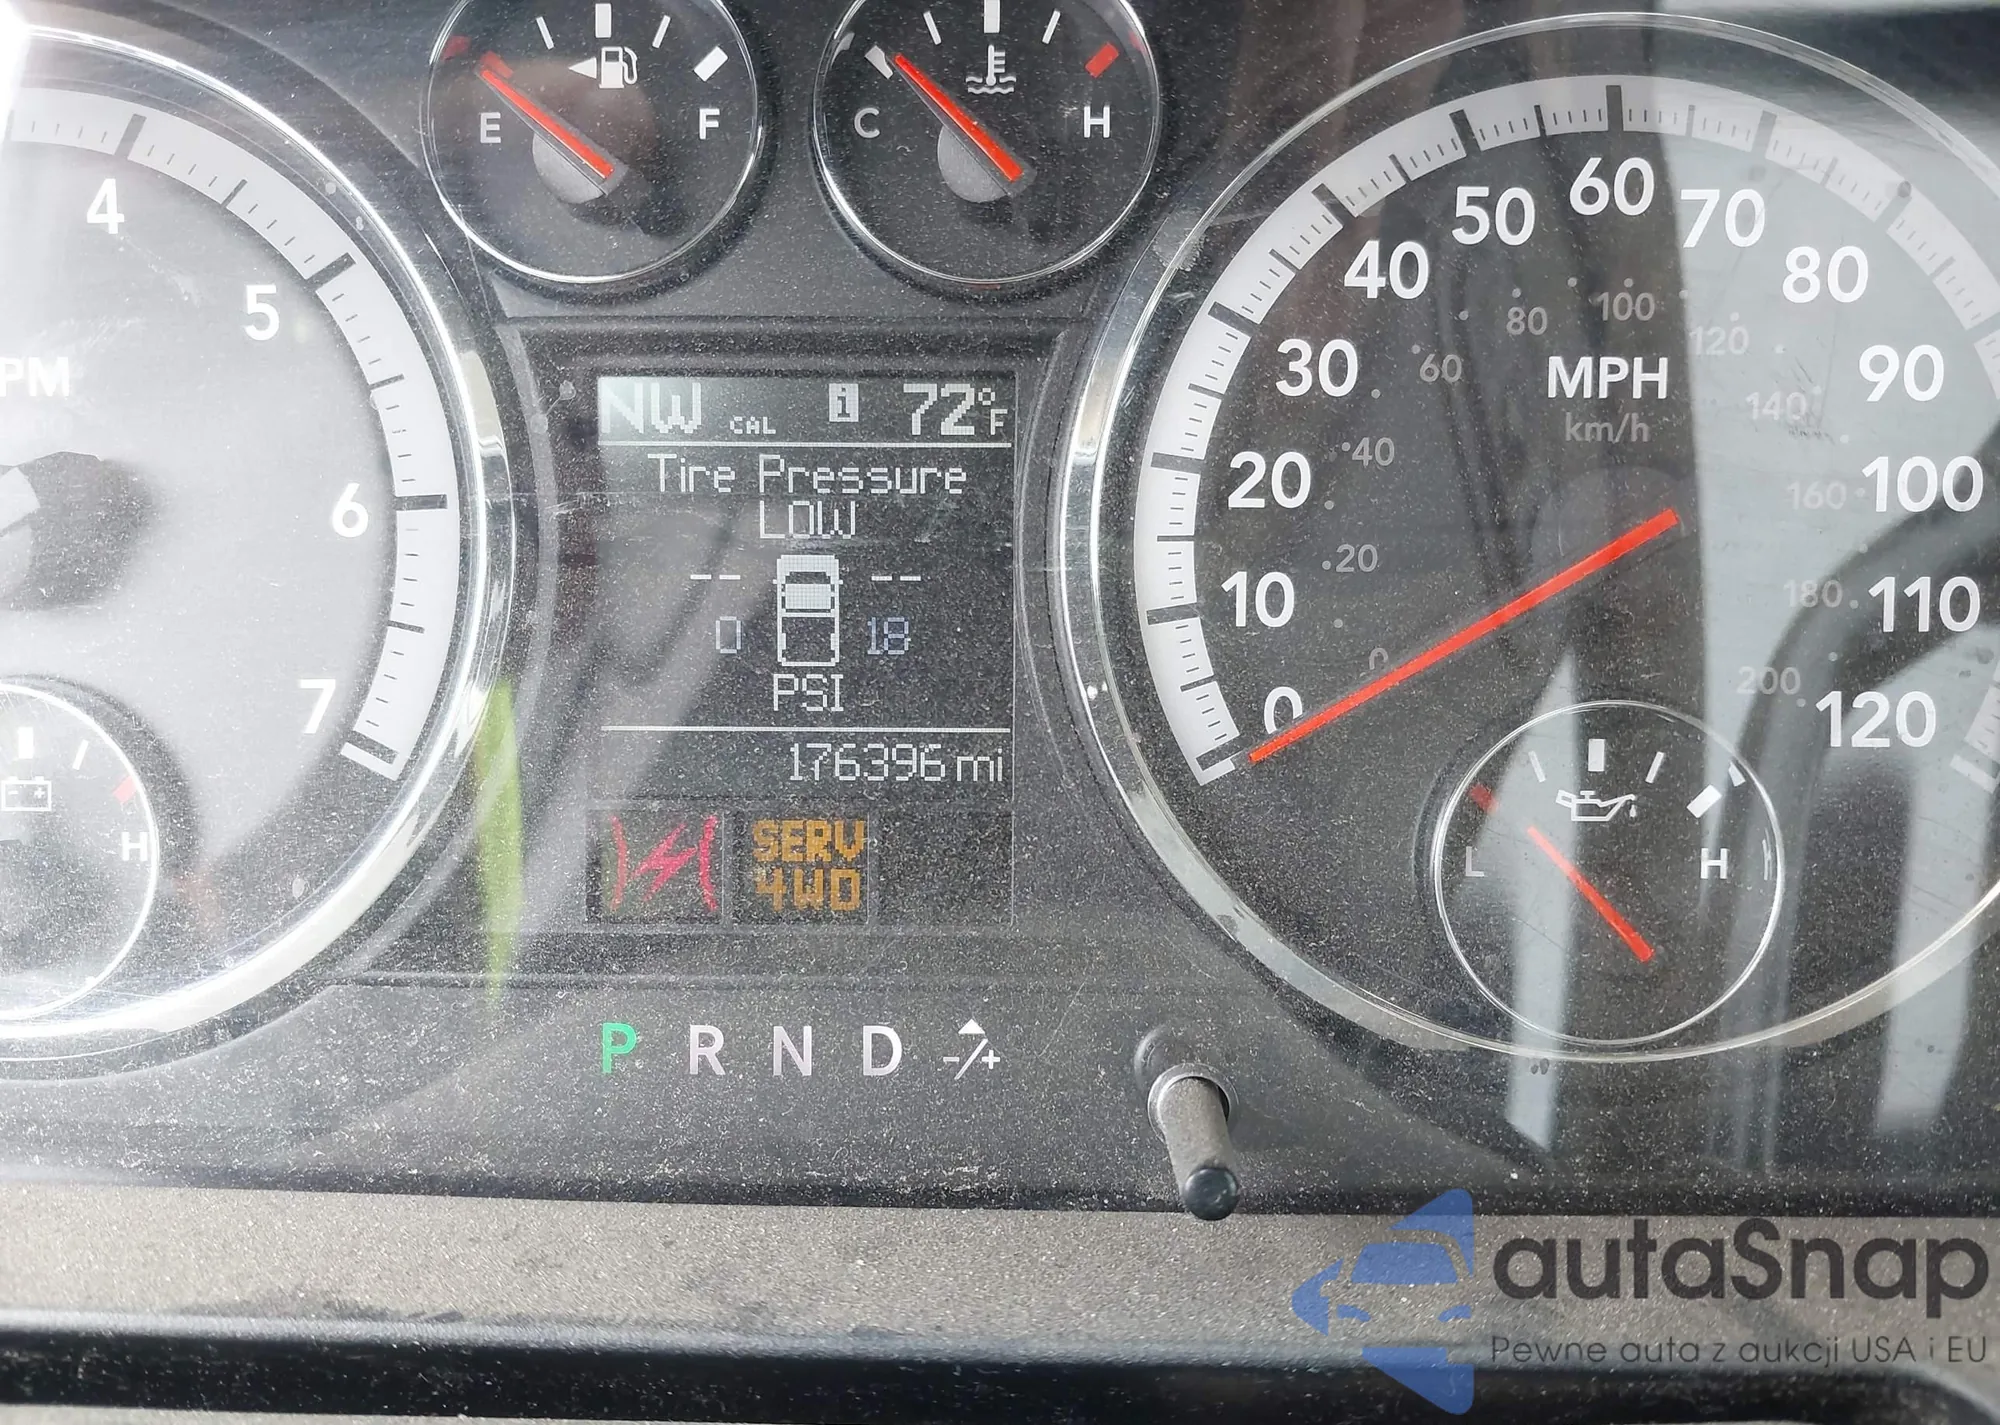 E F
C H
4
5
6
7
PM
H
NW CAL i 72°F
Tire Pressure
LOW
-- --
0 18
PSI
176396 mi
SERV
4WD
P R N D -/+
0 10 20 30 40 50 60 70 80 90 100 110 120
MPH
km/h
0 20 40 60 80 100 120 140 160 180 200
L H
autaSnap
Pewne auta z aukcji USA i EU